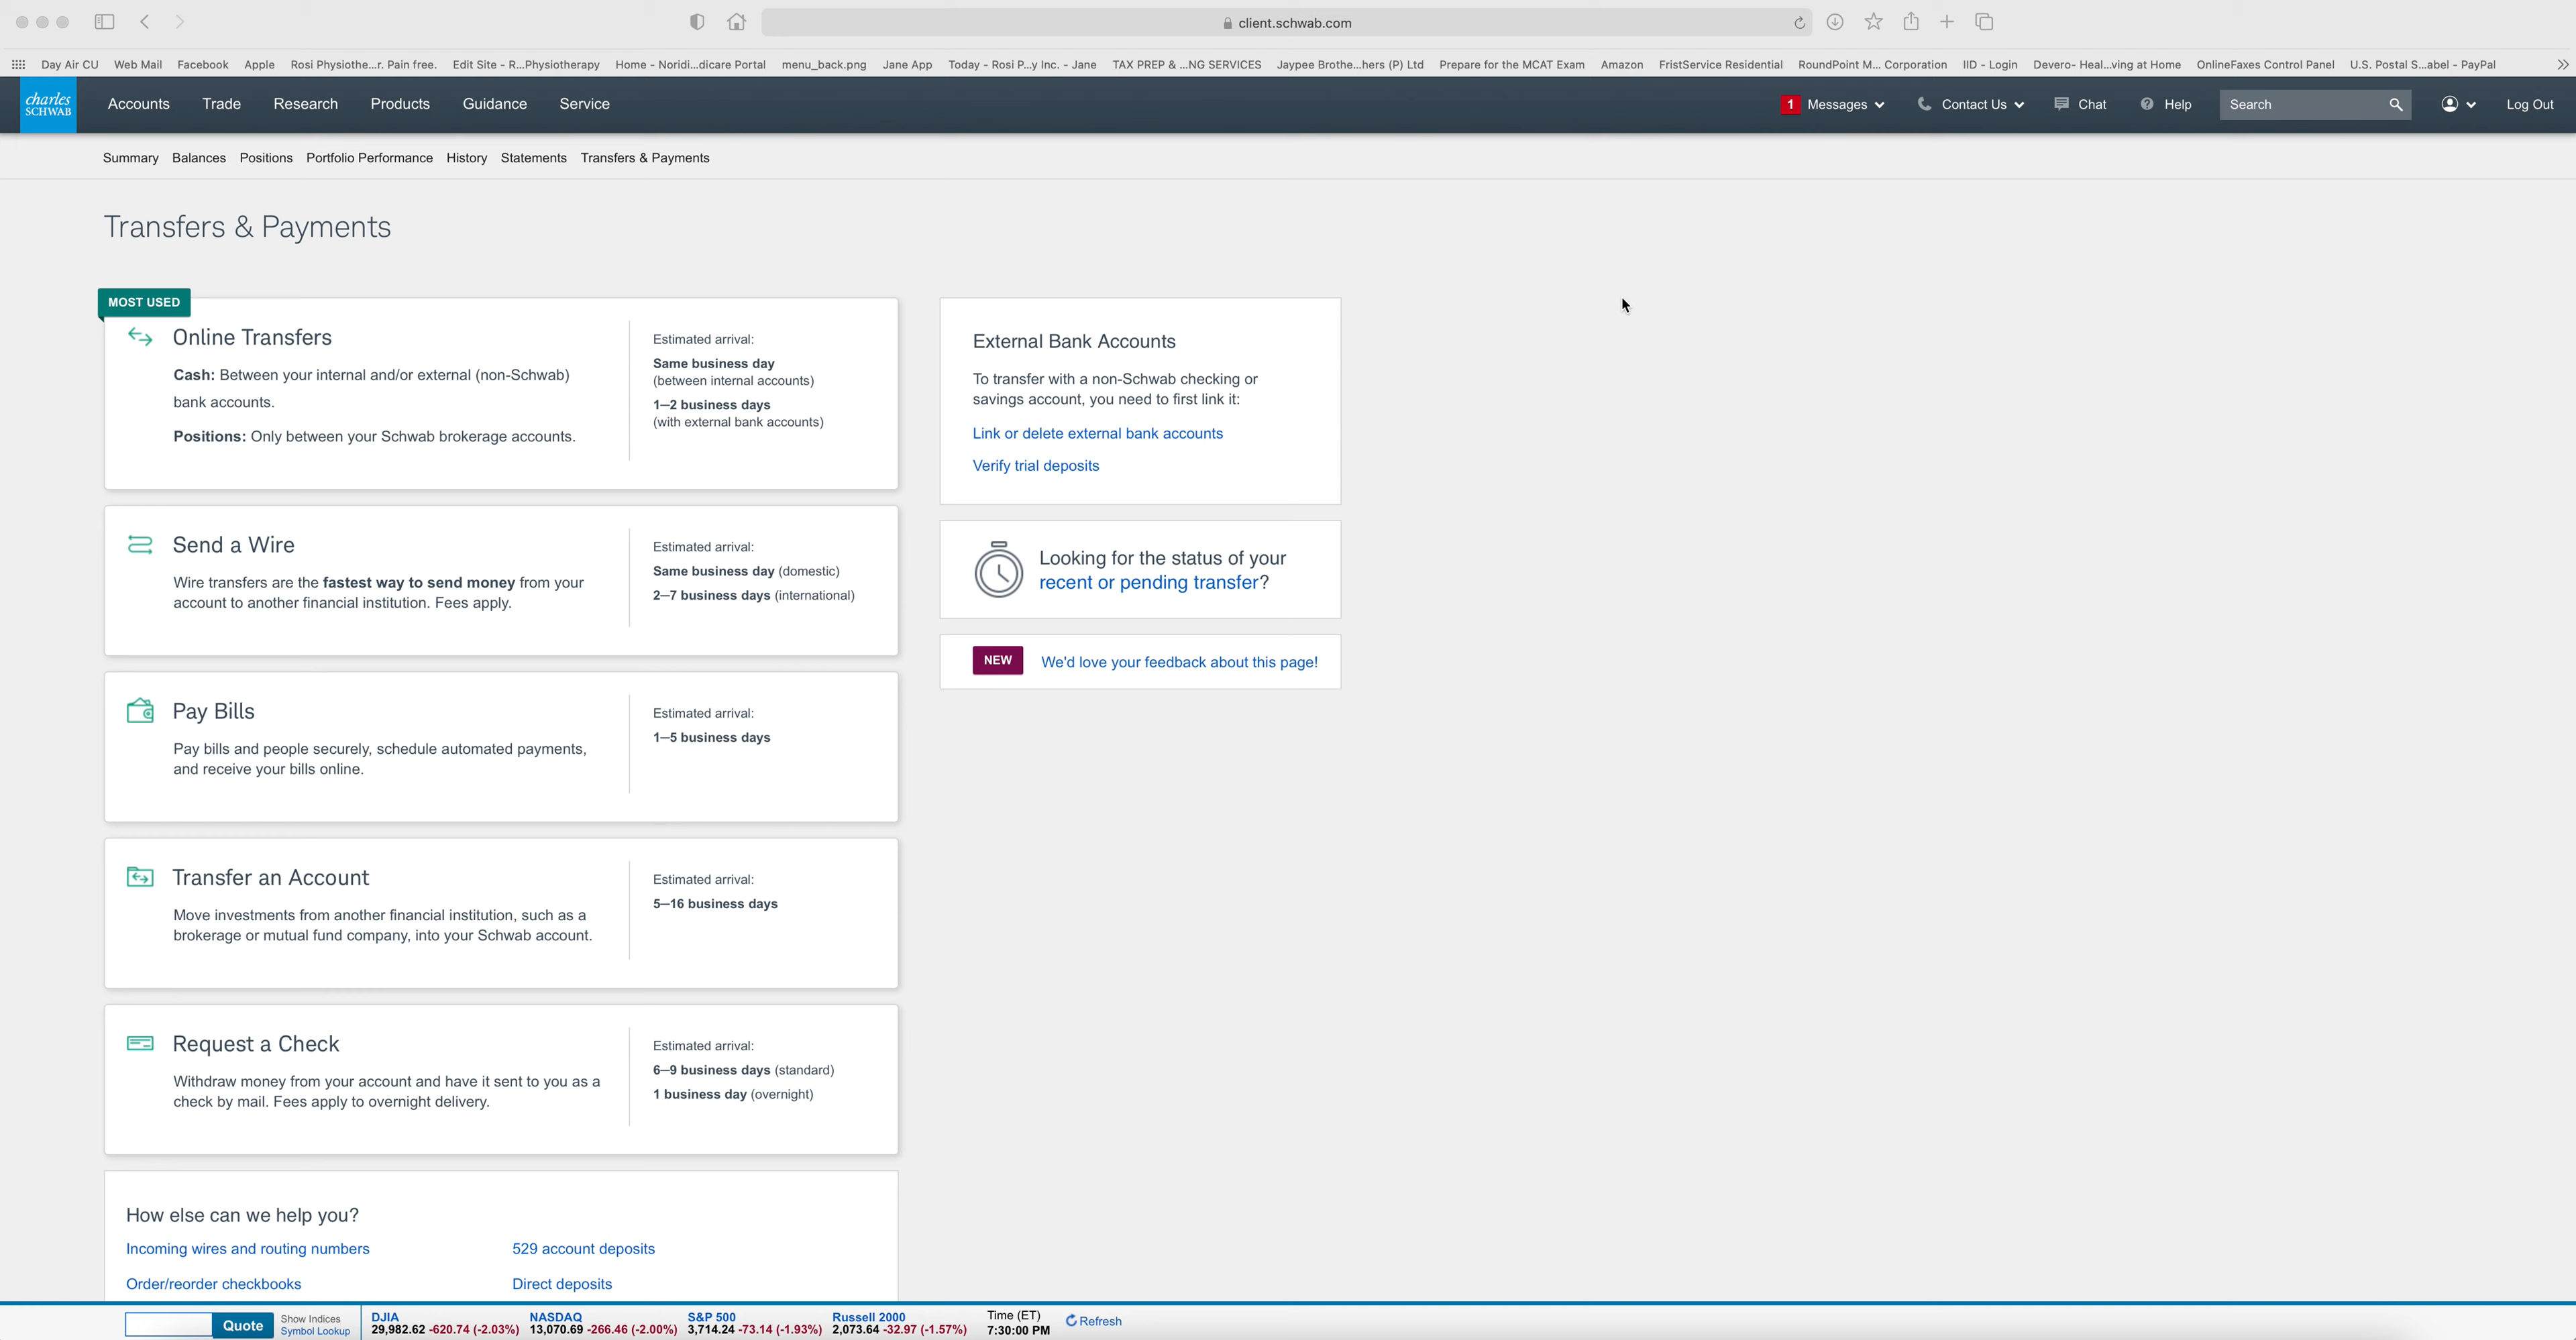 client.schwab.com
Day Air CU Web Mail Facebook Apple Rosi Physiothe...r. Pain free. Edit Site - R...Physiotherapy Home - Noridi...dicare Portal menu_back.png Jane App Today - Rosi P...y Inc. - Jane TAX PREP & ...NG SERVICES Jaypee Brothe...hers (P) Ltd Prepare for the MCAT Exam Amazon FristService Residential RoundPoint M... Corporation IID - Login Devero- Heal...ving at Home OnlineFaxes Control Panel U.S. Postal S...abel - PayPal
charles
SCHWAB
Accounts Trade Research Products Guidance Service
1 Messages Contact Us Chat Help Search Log Out
Summary Balances Positions Portfolio Performance History Statements Transfers & Payments
Transfers & Payments
MOST USED
Online Transfers
Cash: Between your internal and/or external (non-Schwab)
bank accounts.
Positions: Only between your Schwab brokerage accounts.
Estimated arrival:
Same business day
(between internal accounts)
1—2 business days
(with external bank accounts)
Send a Wire
Wire transfers are the fastest way to send money from your
account to another financial institution. Fees apply.
Estimated arrival:
Same business day (domestic)
2—7 business days (international)
Pay Bills
Pay bills and people securely, schedule automated payments,
and receive your bills online.
Estimated arrival:
1—5 business days
Transfer an Account
Move investments from another financial institution, such as a
brokerage or mutual fund company, into your Schwab account.
Estimated arrival:
5—16 business days
Request a Check
Withdraw money from your account and have it sent to you as a
check by mail. Fees apply to overnight delivery.
Estimated arrival:
6—9 business days (standard)
1 business day (overnight)
How else can we help you?
Incoming wires and routing numbers 529 account deposits
Order/reorder checkbooks Direct deposits
External Bank Accounts
To transfer with a non-Schwab checking or
savings account, you need to first link it:
Link or delete external bank accounts
Verify trial deposits
Looking for the status of your
recent or pending transfer?
NEW We'd love your feedback about this page!
Quote
Show Indices
Symbol Lookup
DJIA
29,982.62 -620.74 (-2.03%)
NASDAQ
13,070.69 -266.46 (-2.00%)
S&P 500
3,714.24 -73.14 (-1.93%)
Russell 2000
2,073.64 -32.97 (-1.57%)
Time (ET)
7:30:00 PM
Refresh